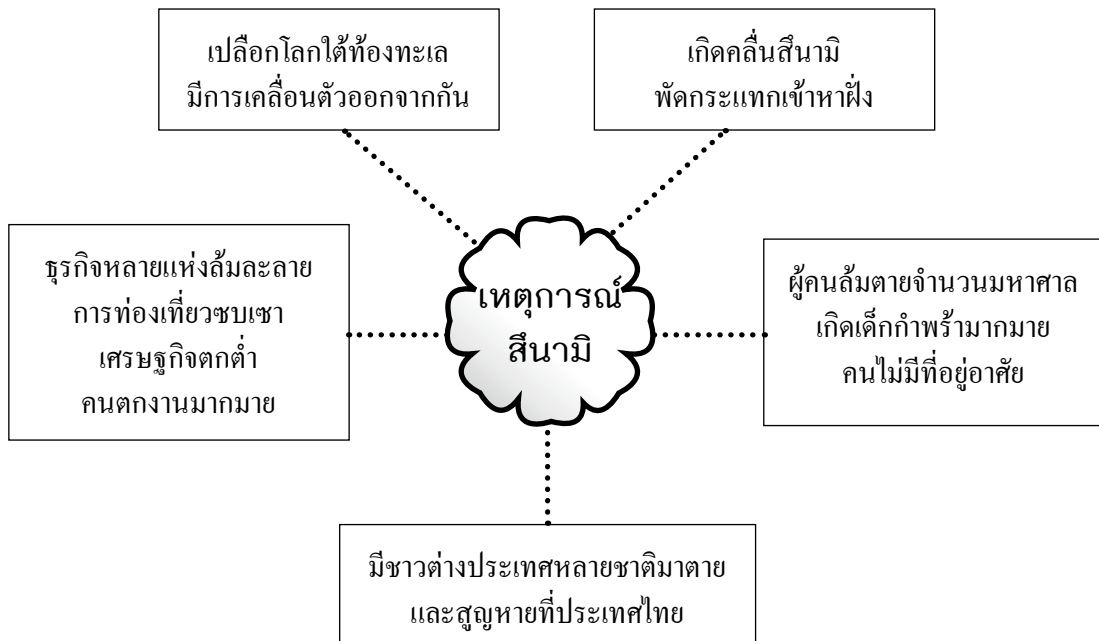 เปลือกโลกใต้ท้องทะเล
มีการเคลื่อนตัวออกจากกัน
เกิดคลื่นสึนามิ
พัดกระแทกเข้าหาฝั่ง
ธุรกิจหลายแห่งล้มละลาย
การท่องเที่ยวซบเซา
เศรษฐกิจตกต่ำ
คนตกงานมากมาย
เหตุการณ์
สึนามิ
ผู้คนล้มตายจำนวนมหาศาล
เกิดเด็กกำพร้ามากมาย
คนไม่มีที่อยู่อาศัย
มีชาวต่างประเทศหลายชาติมาตาย
และสูญหายที่ประเทศไทย